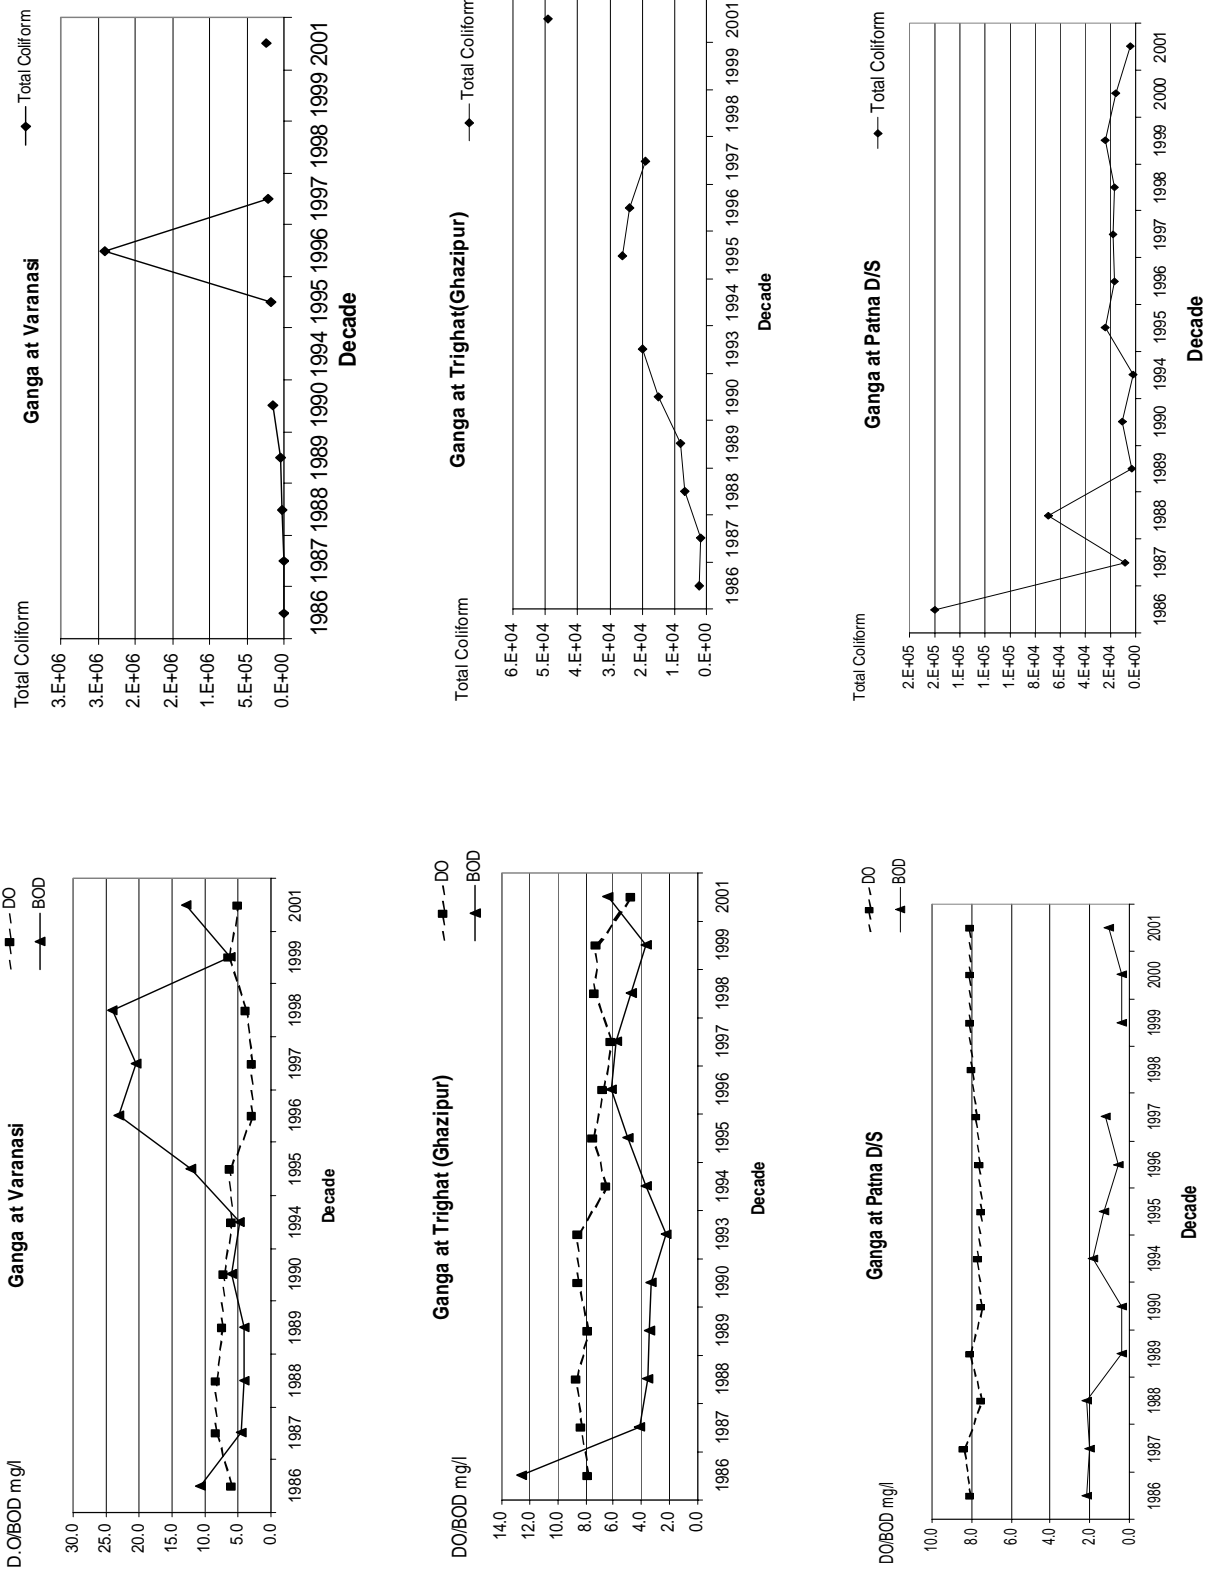 Ganga at Varanasi
D.O/BOD mg/l
DO
BOD
30.0
25.0
20.0
15.0
10.0
5.0
0.0
1986 1987 1988 1989 1990 1994 1995 1996 1997 1998 1999 2001
Decade
Ganga at Varanasi
Total Coliform
Total Coliform
3.E+06
3.E+06
2.E+06
2.E+06
1.E+06
5.E+05
0.E+00
1986 1987 1988 1989 1990 1994 1995 1996 1997 1998 1999 2001
Decade
Ganga at Trighat (Ghazipur)
DO/BOD mg/l
DO
BOD
14.0
12.0
10.0
8.0
6.0
4.0
2.0
0.0
1986 1987 1988 1989 1990 1993 1994 1995 1996 1997 1998 1999 2001
Decade
Ganga at Trighat(Ghazipur)
Total Coliform
Total Coliform
6.E+04
5.E+04
4.E+04
3.E+04
2.E+04
1.E+04
0.E+00
1986 1987 1988 1989 1990 1993 1994 1995 1996 1997 1998 1999 2001
Decade
Ganga at Patna D/S
DO/BOD mg/l
DO
BOD
10.0
8.0
6.0
4.0
2.0
0.0
1986 1987 1988 1989 1990 1994 1995 1996 1997 1998 1999 2000 2001
Decade
Ganga at Patna D/S
Total Coliform
Total Coliform
2.E+05
2.E+05
1.E+05
1.E+05
1.E+05
8.E+04
6.E+04
4.E+04
2.E+04
0.E+00
1986 1987 1988 1989 1990 1994 1995 1996 1997 1998 1999 2000 2001
Decade